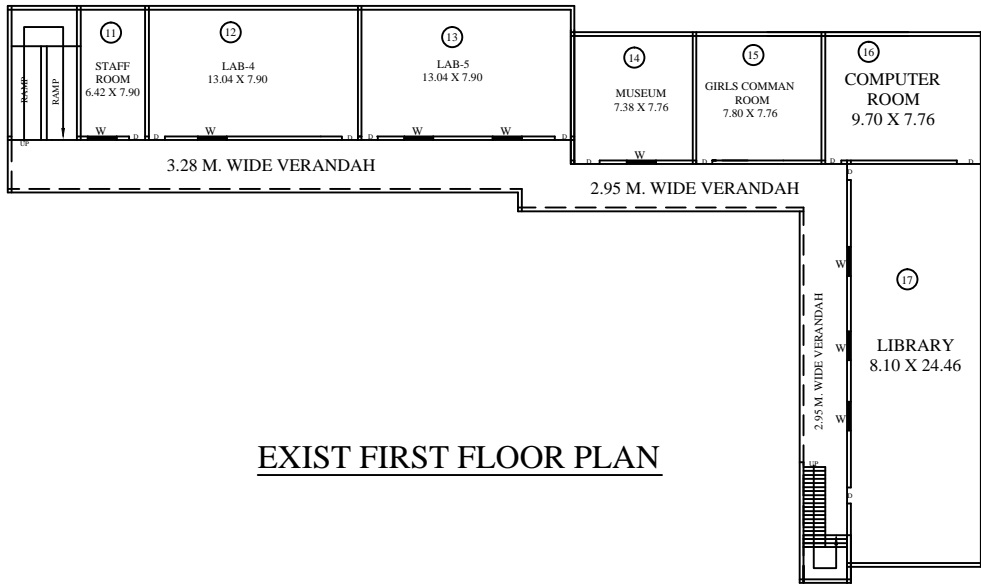 11
STAFF
ROOM
6.42 X 7.90
12
LAB-4
13.04 X 7.90
13
LAB-5
13.04 X 7.90
14
MUSEUM
7.38 X 7.76
15
GIRLS COMMAN
ROOM
7.80 X 7.76
16
COMPUTER
ROOM
9.70 X 7.76
RAMP
RAMP
UP
W
D
D
W
D
D
W
W
D
D
W
D
D
D
D
D
3.28 M. WIDE VERANDAH
2.95 M. WIDE VERANDAH
D
W
17
2.95 M. WIDE VERANDAH
W
LIBRARY
8.10 X 24.46
W
EXIST FIRST FLOOR PLAN
UP
D